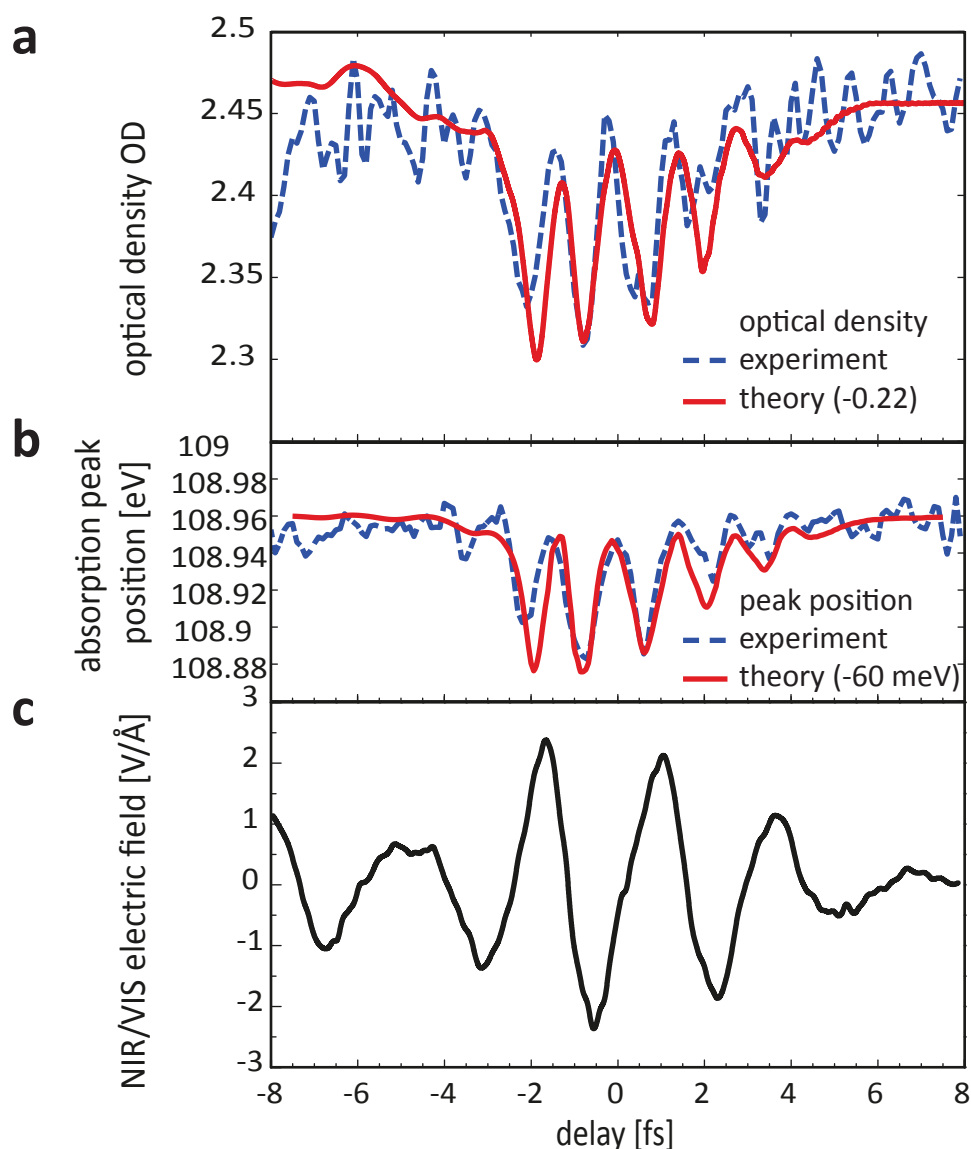 a
optical density OD
2.5
2.45
2.4
2.35
2.3
optical density
experiment
theory (-0.22)
b
absorption peak
position [eV]
109
108.98
108.96
108.94
108.92
108.9
108.88
peak position
experiment
theory (-60 meV)
c
NIR/VIS electric field [V/Å]
3
2
1
0
-1
-2
-3
-8 -6 -4 -2 0 2 4 6 8
delay [fs]